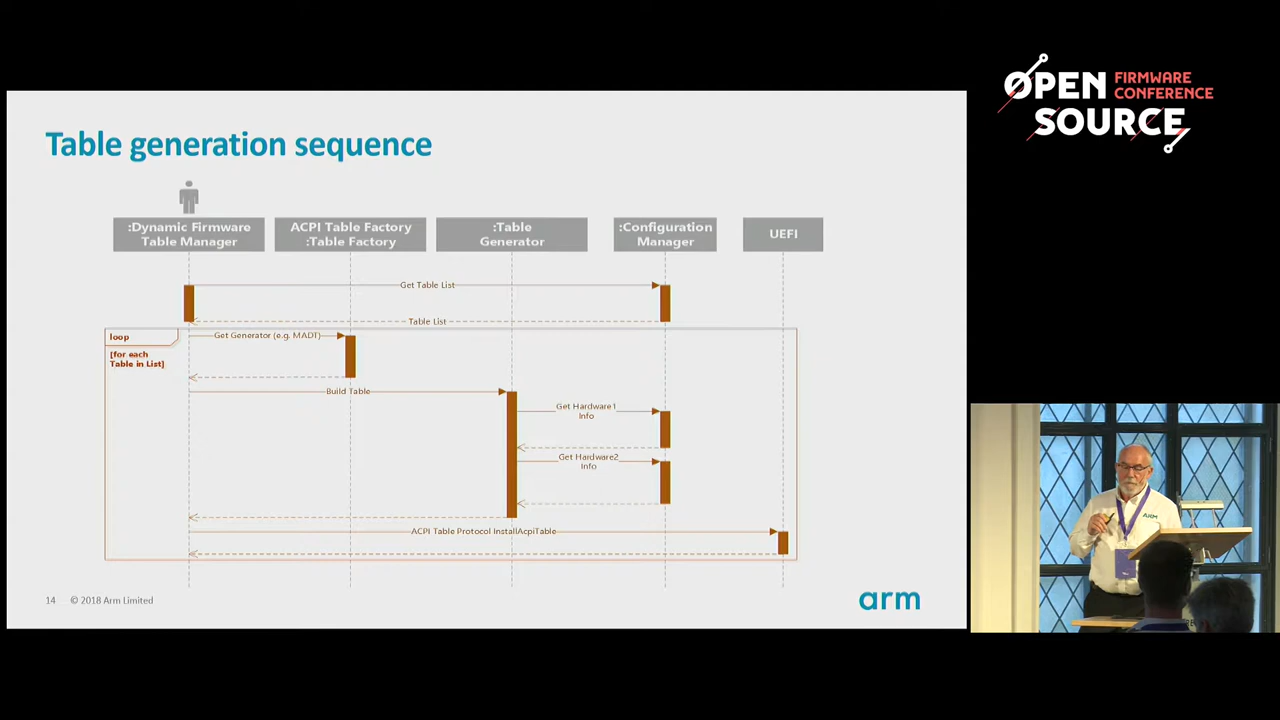 OPEN FIRMWARE
CONFERENCE
SOURCE
Table generation sequence
:Dynamic Firmware
Table Manager
ACPI Table Factory
:Table Factory
:Table
Generator
:Configuration
Manager
UEFI
Get Table List
Table List
loop
Get Generator (e.g. MADT)
[for each
Table in List]
Build Table
Get Hardware1
Info
Get Hardware2
Info
ACPI Table Protocol InstallAcpiTable
14 © 2018 Arm Limited
arm
ARM